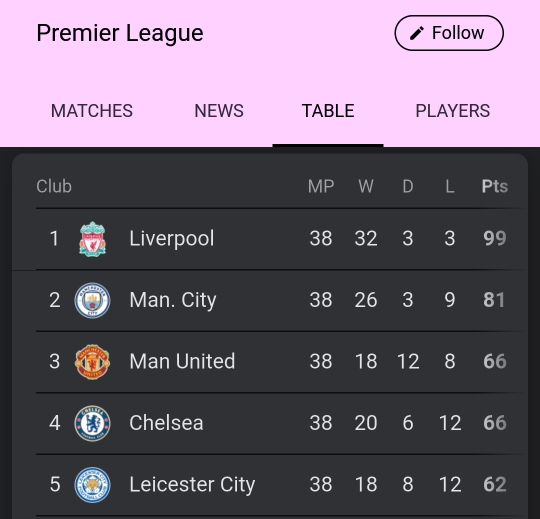 Premier League Follow
MATCHES NEWS TABLE PLAYERS
Club MP W D L Pts
1 Liverpool 38 32 3 3 99
2 Man. City 38 26 3 9 81
3 Man United 38 18 12 8 66
4 Chelsea 38 20 6 12 66
5 Leicester City 38 18 8 12 62